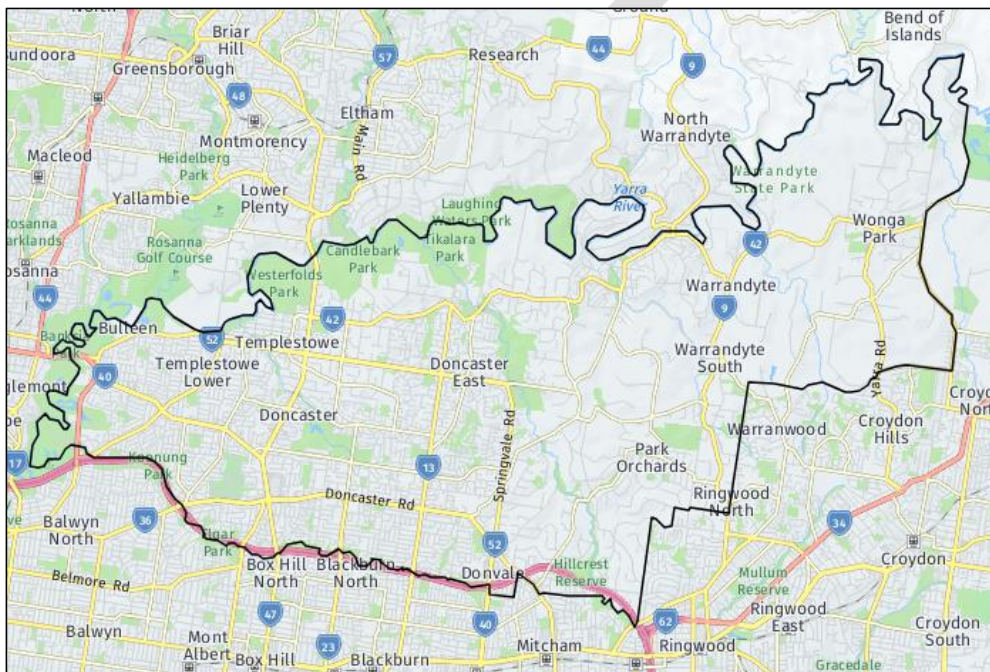 North
Ground
Bend of
Islands
Briar
Hill
44
undoora
57
Research
9
Greensborough
48
Eltham
North
Warrandyte
Montmorency
Main Rd
Macleod
Heidelberg
Park
Warrandyte
State Park
Yallambie
Lower
Plenty
Laughing
Waters Park
Yarra
River
Rosanna
Parklands
Rosanna
Golf Course
Candlebark
Park
Tikalara
Park
Wonga
Park
42
osanna
Westerfolds
Park
Warrandyte
44
Bulleen
52
42
9
Templestowe
Templestowe
Lower
Doncaster
East
Warrandyte
South
Yarra Rd
40
glemont
Croydon
North
Doncaster
Springvale Rd
Warranwood
Croydon
Hills
17
Koonung
Park
13
Park
Orchards
Ringwood
North
Doncaster Rd
36
34
Balwyn
North
Elgar
Park
52
Croydon
Box Hill
North
Blackburn
North
Donvale
Hillcrest
Reserve
Mullum
Reserve
Belmore Rd
47
40
62
Ringwood
East
Croydon
South
Balwyn
23
Mont
Albert
Box Hill
Blackburn
Mitcham
Ringwood
Gracedale